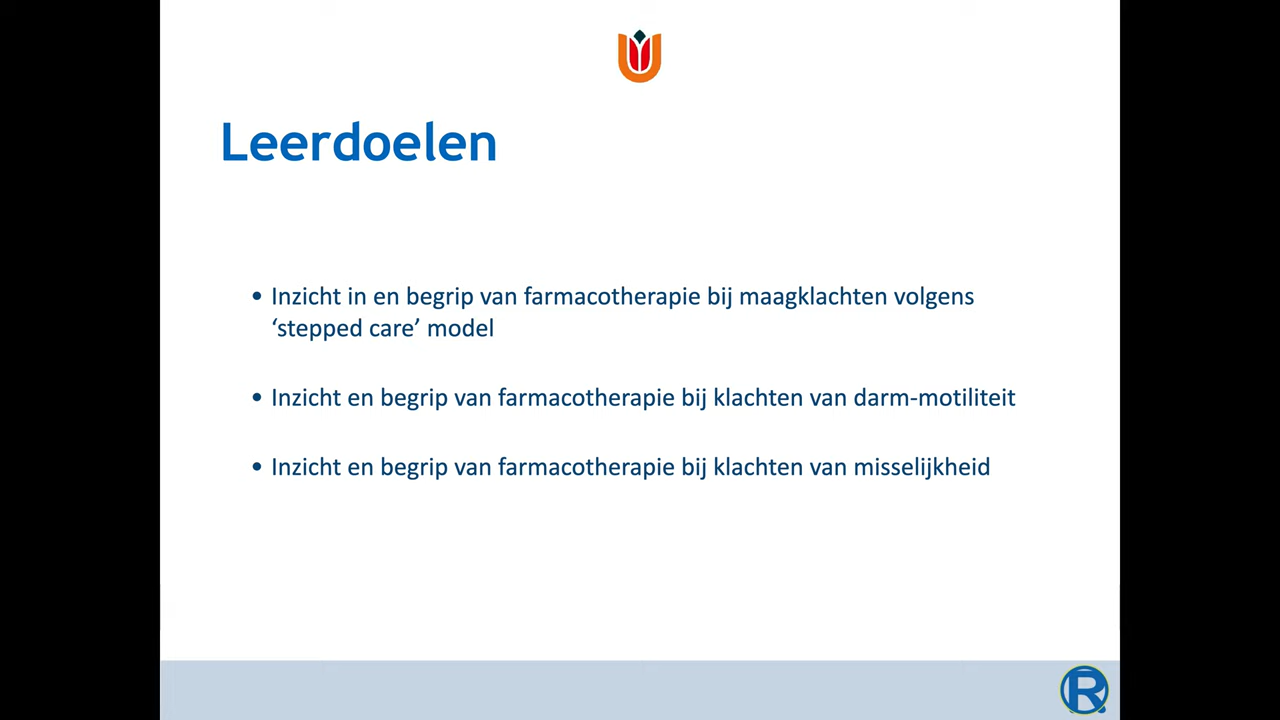 Leerdoelen
• Inzicht in en begrip van farmacotherapie bij maagklachten volgens
‘stepped care’ model
• Inzicht en begrip van farmacotherapie bij klachten van darm-motiliteit
• Inzicht en begrip van farmacotherapie bij klachten van misselijkheid
R